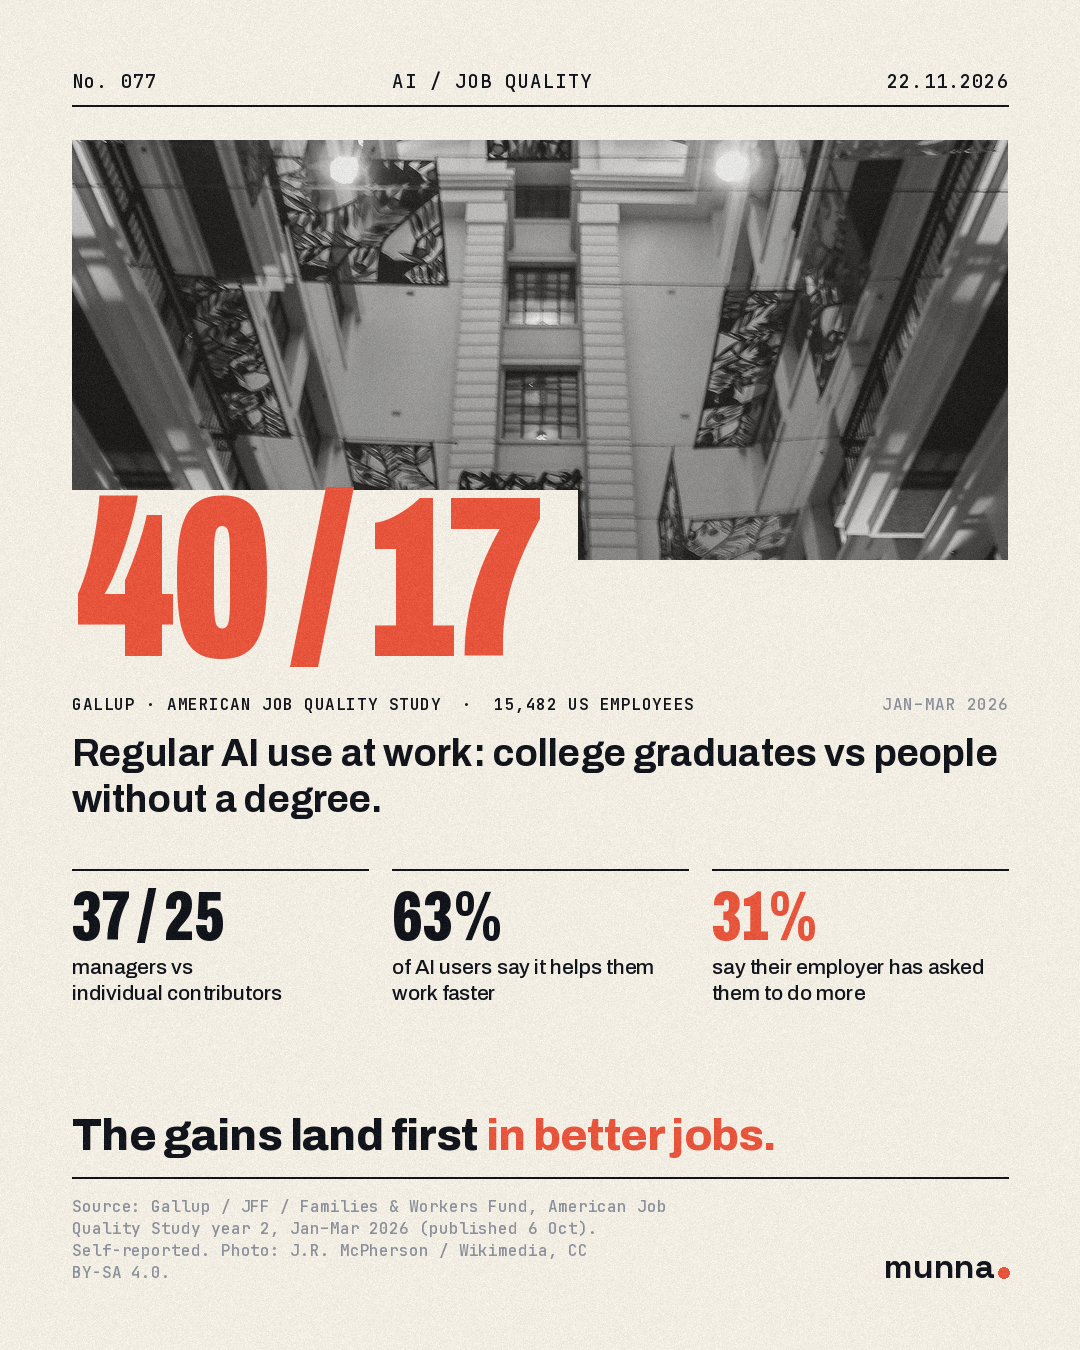 No. 077
AI / JOB QUALITY
22.11.2026
40/17
GALLUP · AMERICAN JOB QUALITY STUDY · 15,482 US EMPLOYEES
JAN–MAR 2026
Regular AI use at work: college graduates vs people
without a degree.
37/25
managers vs
individual contributors
63%
of AI users say it helps them
work faster
31%
say their employer has asked
them to do more
The gains land first in better jobs.
Source: Gallup / JFF / Families & Workers Fund, American Job
Quality Study year 2, Jan–Mar 2026 (published 6 Oct).
Self-reported. Photo: J.R. McPherson / Wikimedia, CC
BY-SA 4.0.
munna.